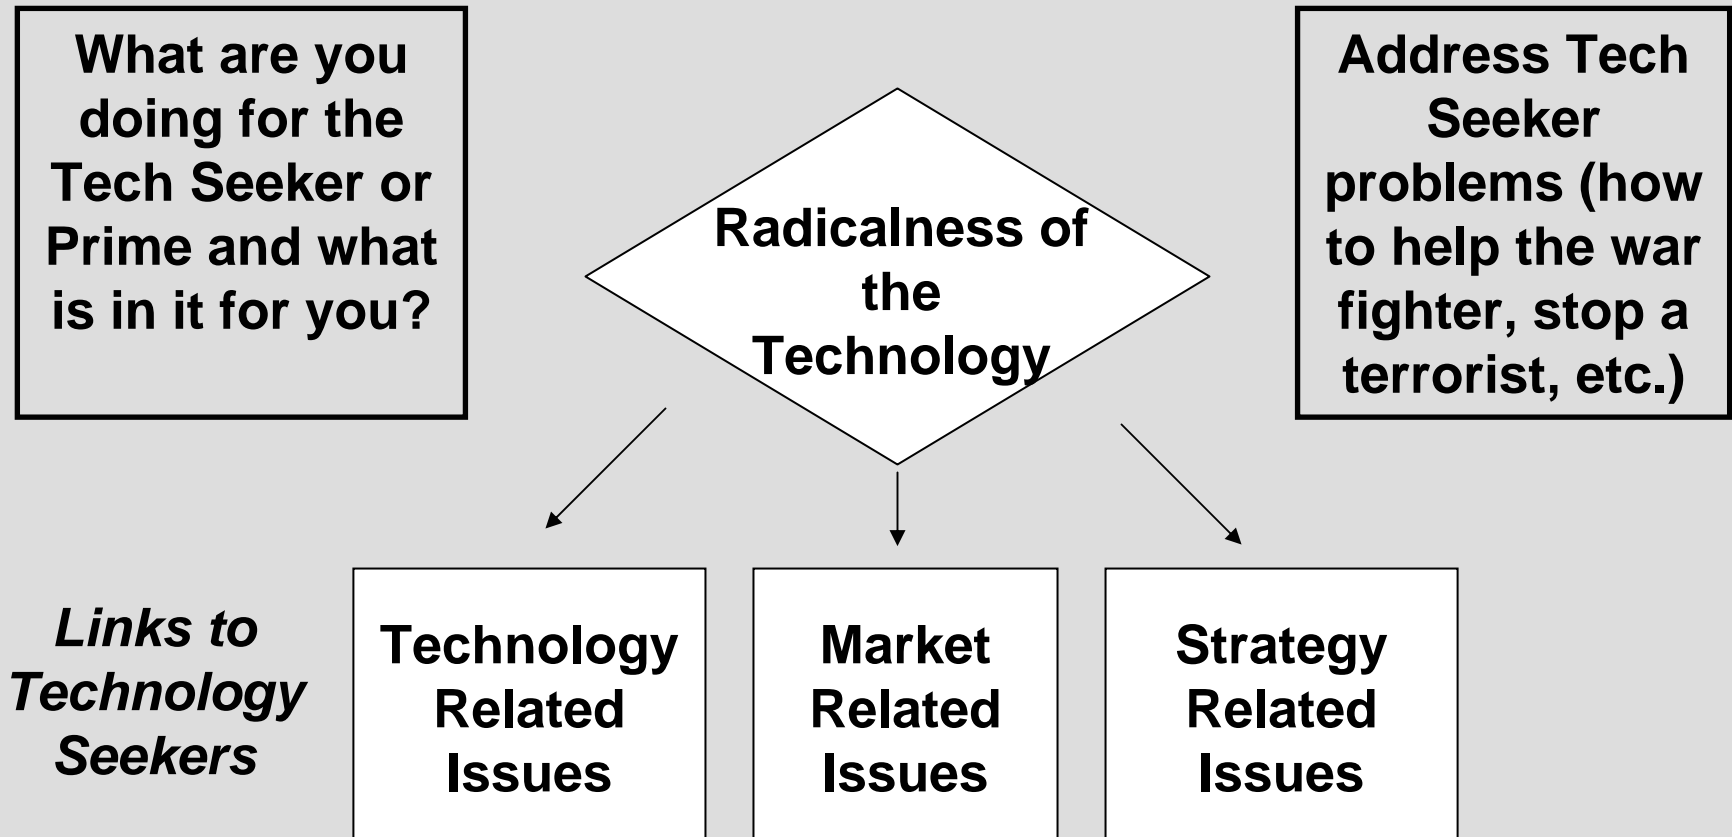 What are you
doing for the
Tech Seeker or
Prime and what
is in it for you?
Radicalness of
the
Technology
Address Tech
Seeker
problems (how
to help the war
fighter, stop a
terrorist, etc.)
Links to
Technology
Seekers
Technology
Related
Issues
Market
Related
Issues
Strategy
Related
Issues